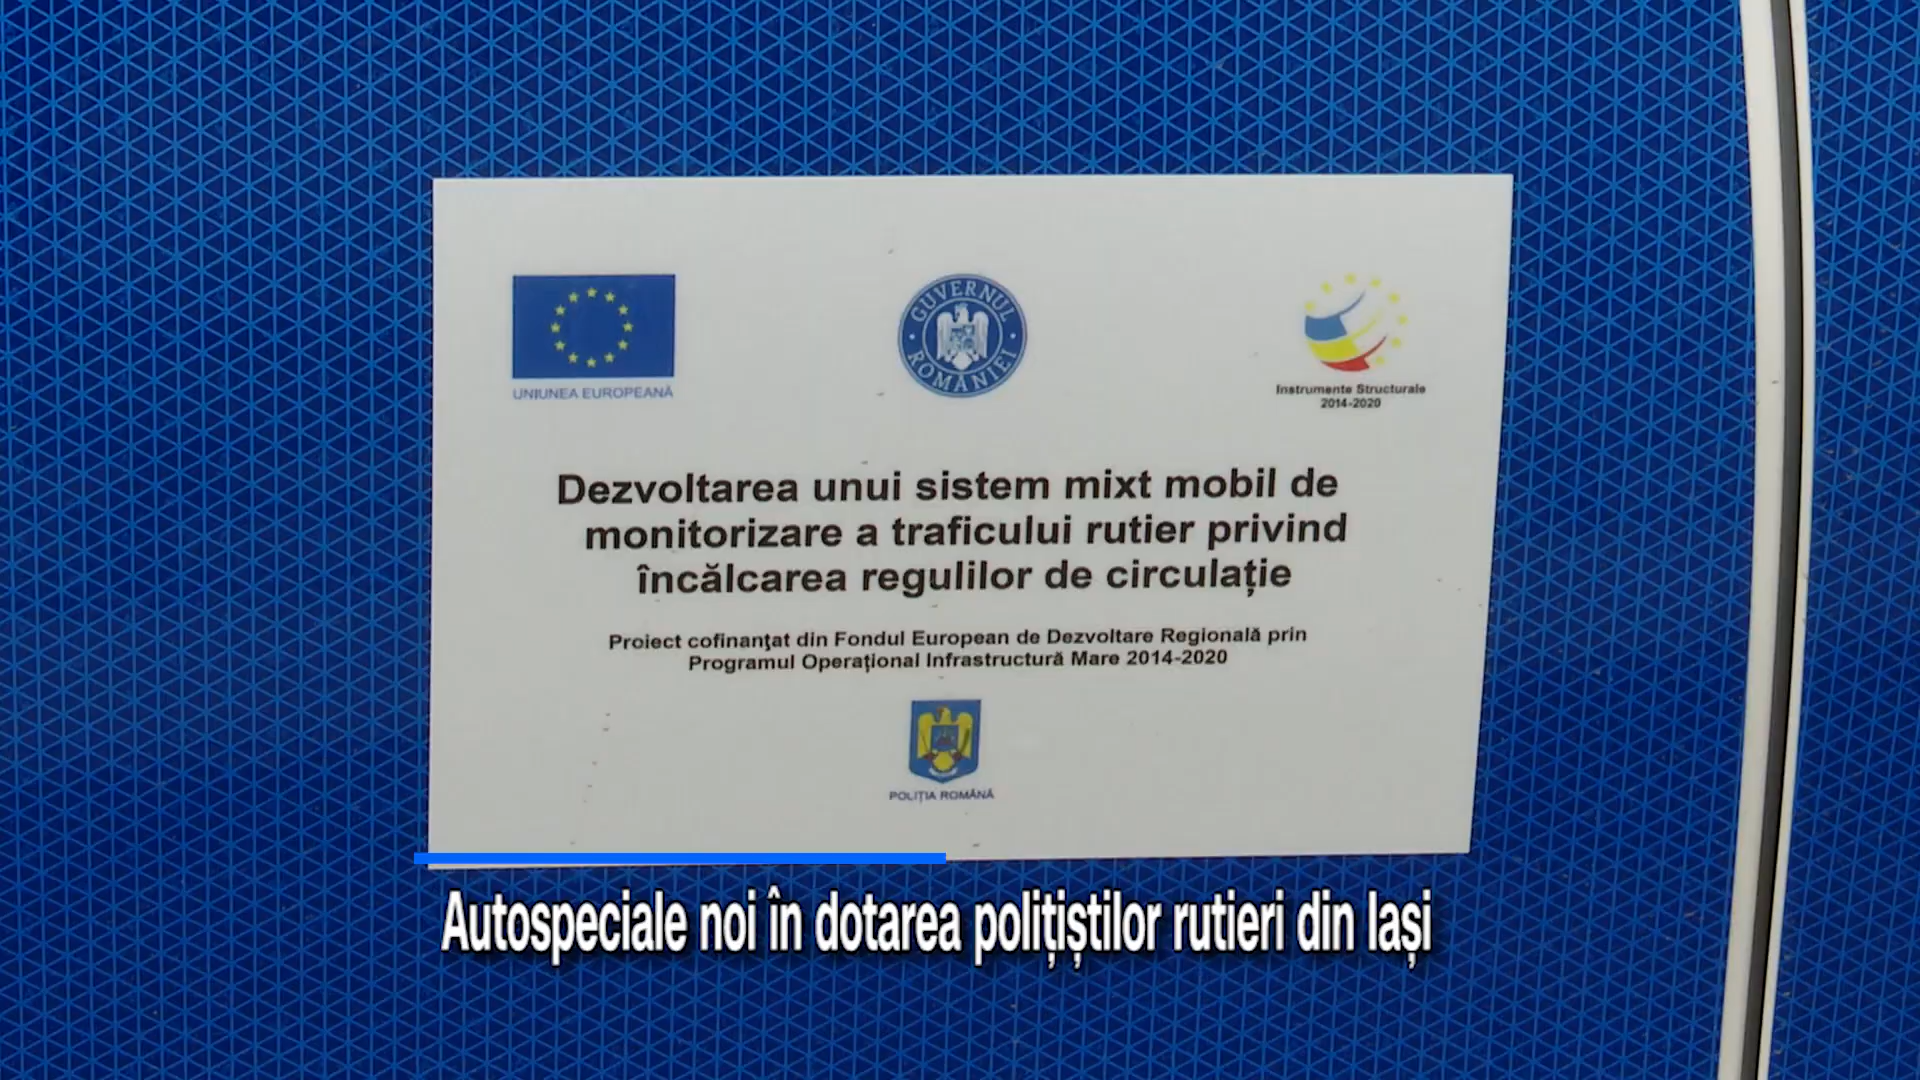 UNIUNEA EUROPEANĂ
GUVERNUL ROMÂNIEI
Instrumente Structurale
2014-2020
Dezvoltarea unui sistem mixt mobil de
monitorizare a traficului rutier privind
încălcarea regulilor de circulație
Proiect cofinanţat din Fondul European de Dezvoltare Regională prin
Programul Operațional Infrastructură Mare 2014-2020
POLIȚIA ROMÂNĂ
Autospeciale noi în dotarea polițiștilor rutieri din Iași